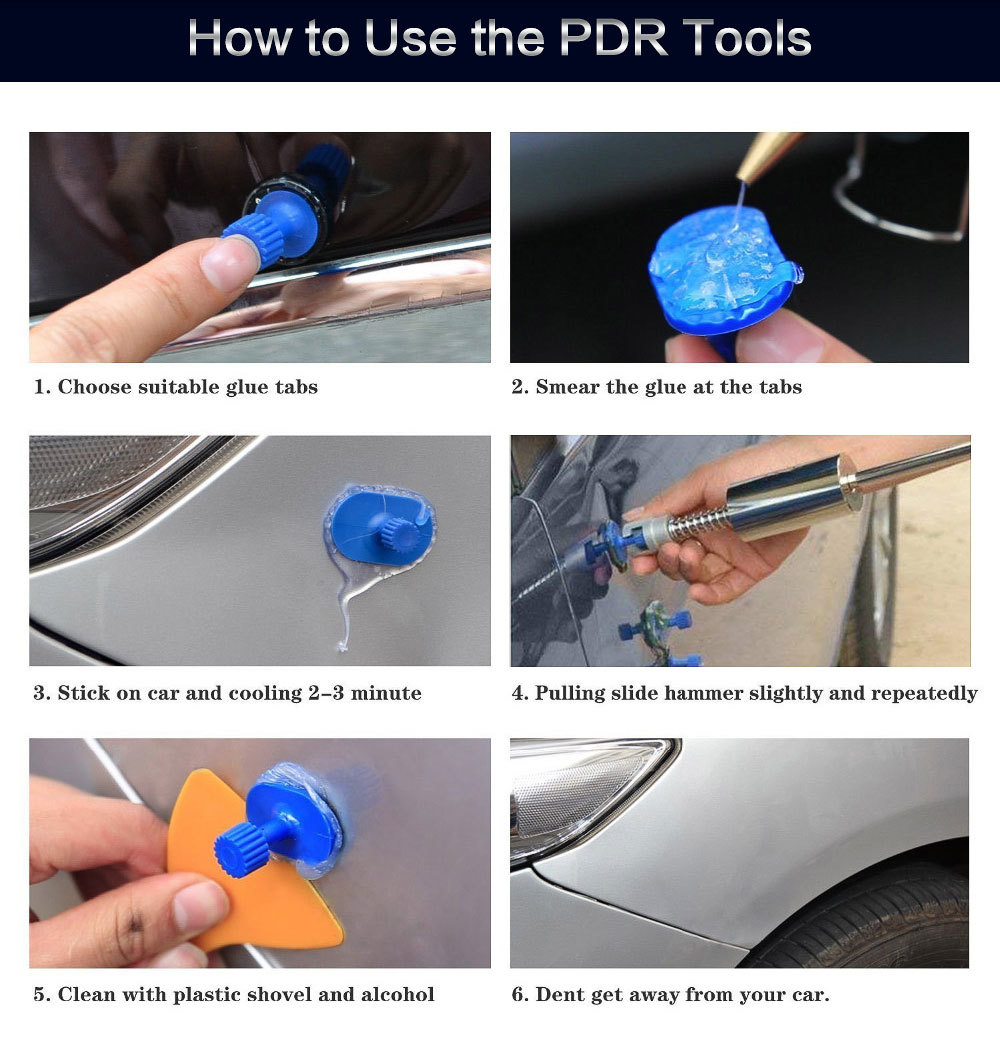 How to Use the PDR Tools
1. Choose suitable glue tabs
2. Smear the glue at the tabs
3. Stick on car and cooling 2-3 minute
4. Pulling slide hammer slightly and repeatedly
5. Clean with plastic shovel and alcohol
6. Dent get away from your car.